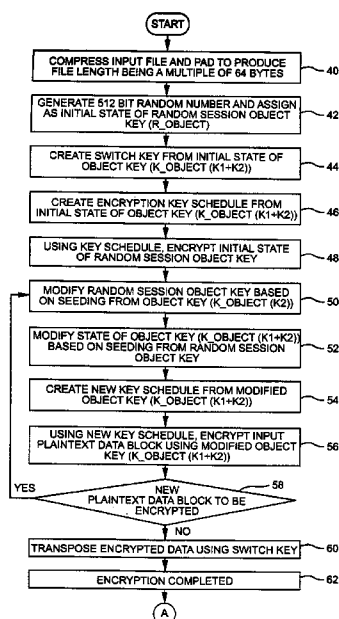 START
COMPRESS INPUT FILE AND PAD TO PRODUCE
FILE LENGTH BEING A MULTIPLE OF 64 BYTES
40
GENERATE 512 BIT RANDOM NUMBER AND ASSIGN
AS INITIAL STATE OF RANDOM SESSION OBJECT
KEY (R_OBJECT)
42
CREATE SWITCH KEY FROM INITIAL STATE OF
OBJECT KEY (K_OBJECT (K1+K2))
44
CREATE ENCRYPTION KEY SCHEDULE FROM
INITIAL STATE OF OBJECT KEY (K_OBJECT (K1+K2))
46
USING KEY SCHEDULE, ENCRYPT INITIAL STATE
OF RANDOM SESSION OBJECT KEY
48
MODIFY RANDOM SESSION OBJECT KEY BASED
ON SEEDING FROM OBJECT KEY (K_OBJECT (K2))
50
MODIFY STATE OF OBJECT KEY (K_OBJECT (K1+K2))
BASED ON SEEDING FROM RANDOM SESSION
OBJECT KEY
52
CREATE NEW KEY SCHEDULE FROM MODIFIED
OBJECT KEY (K_OBJECT (K1+K2))
54
USING NEW KEY SCHEDULE, ENCRYPT INPUT
PLAINTEXT DATA BLOCK USING MODIFIED OBJECT
KEY (K_OBJECT (K1+K2))
56
YES
58
NEW
PLAINTEXT DATA BLOCK TO BE
ENCRYPTED
NO
TRANSPOSE ENCRYPTED DATA USING SWITCH KEY
60
ENCRYPTION COMPLETED
62
A